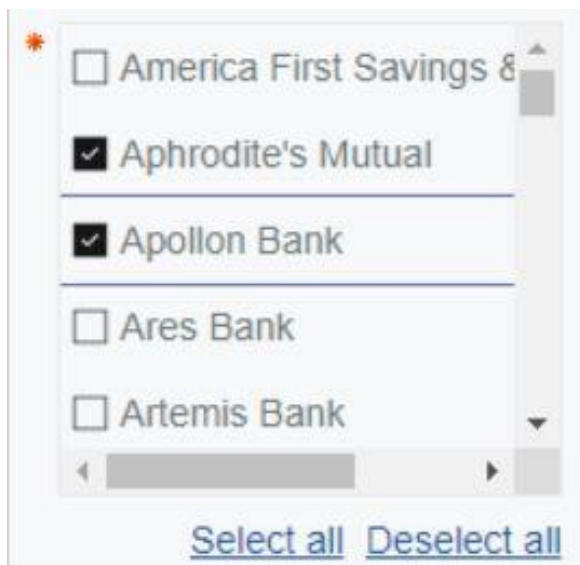 America First Savings &
Aphrodite's Mutual
Apollon Bank
Ares Bank
Artemis Bank
Select all Deselect all